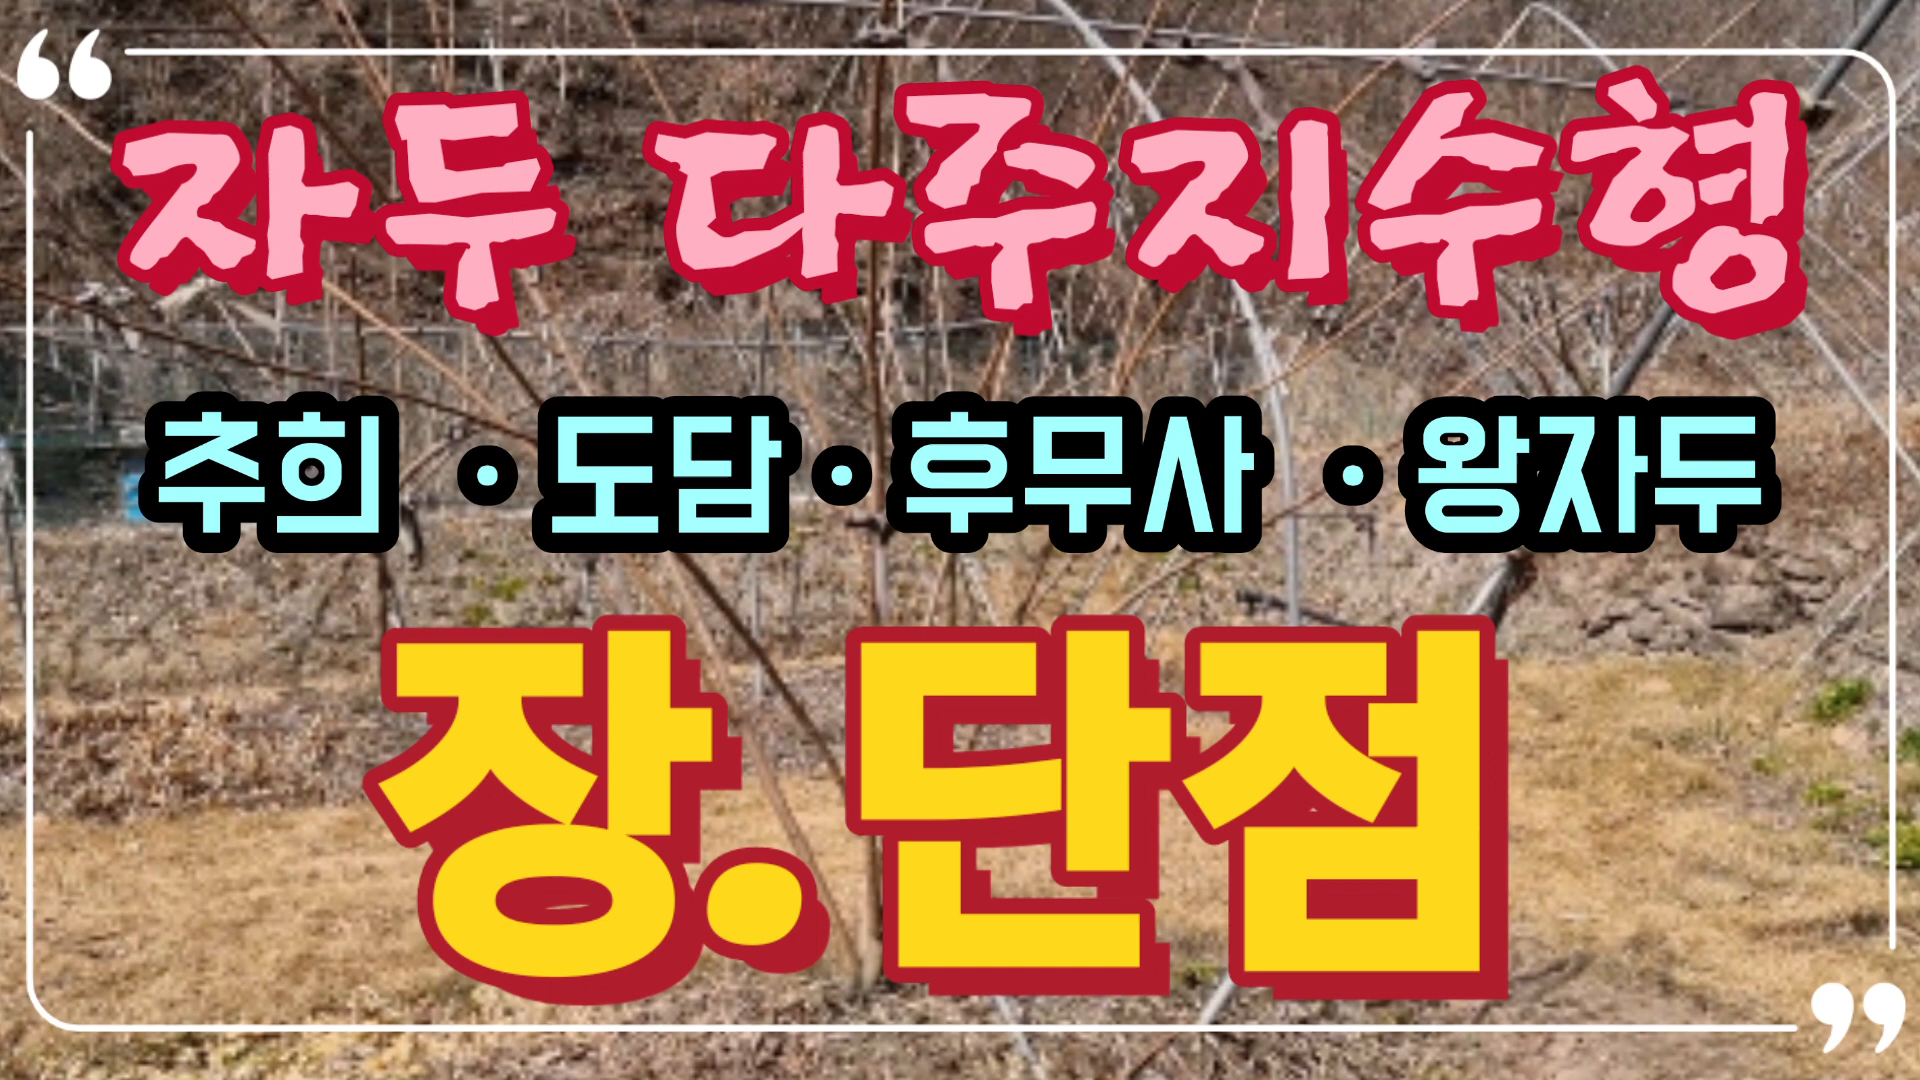 “
자두 다주지수형
추희 • 도담 • 후무사 • 왕자두
장.단점
”